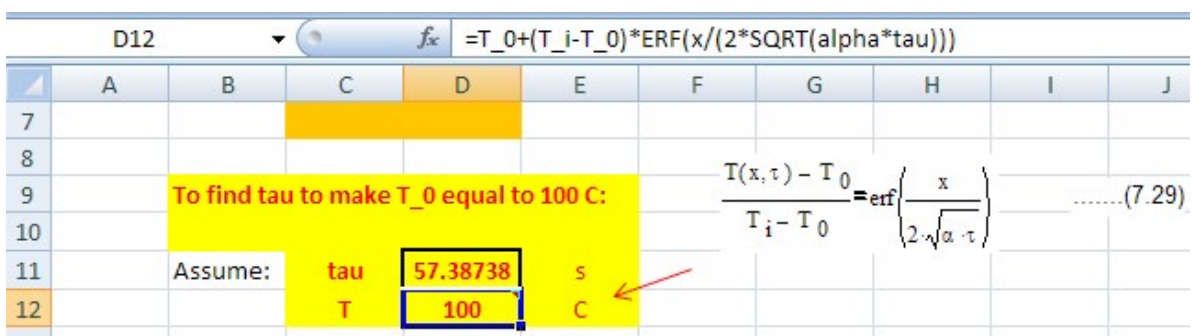 D12 fx =T_0+(T_i-T_0)*ERF(x/(2*SQRT(alpha*tau)))
A B C D E F G H I J
7
8
9 To find tau to make T_0 equal to 100 C:
T(x,τ) − T0 / Ti − T0 = erf( x / 2·√α·τ ) .......(7.29)
10
11 Assume: tau 57.38738 s
12 T 100 C